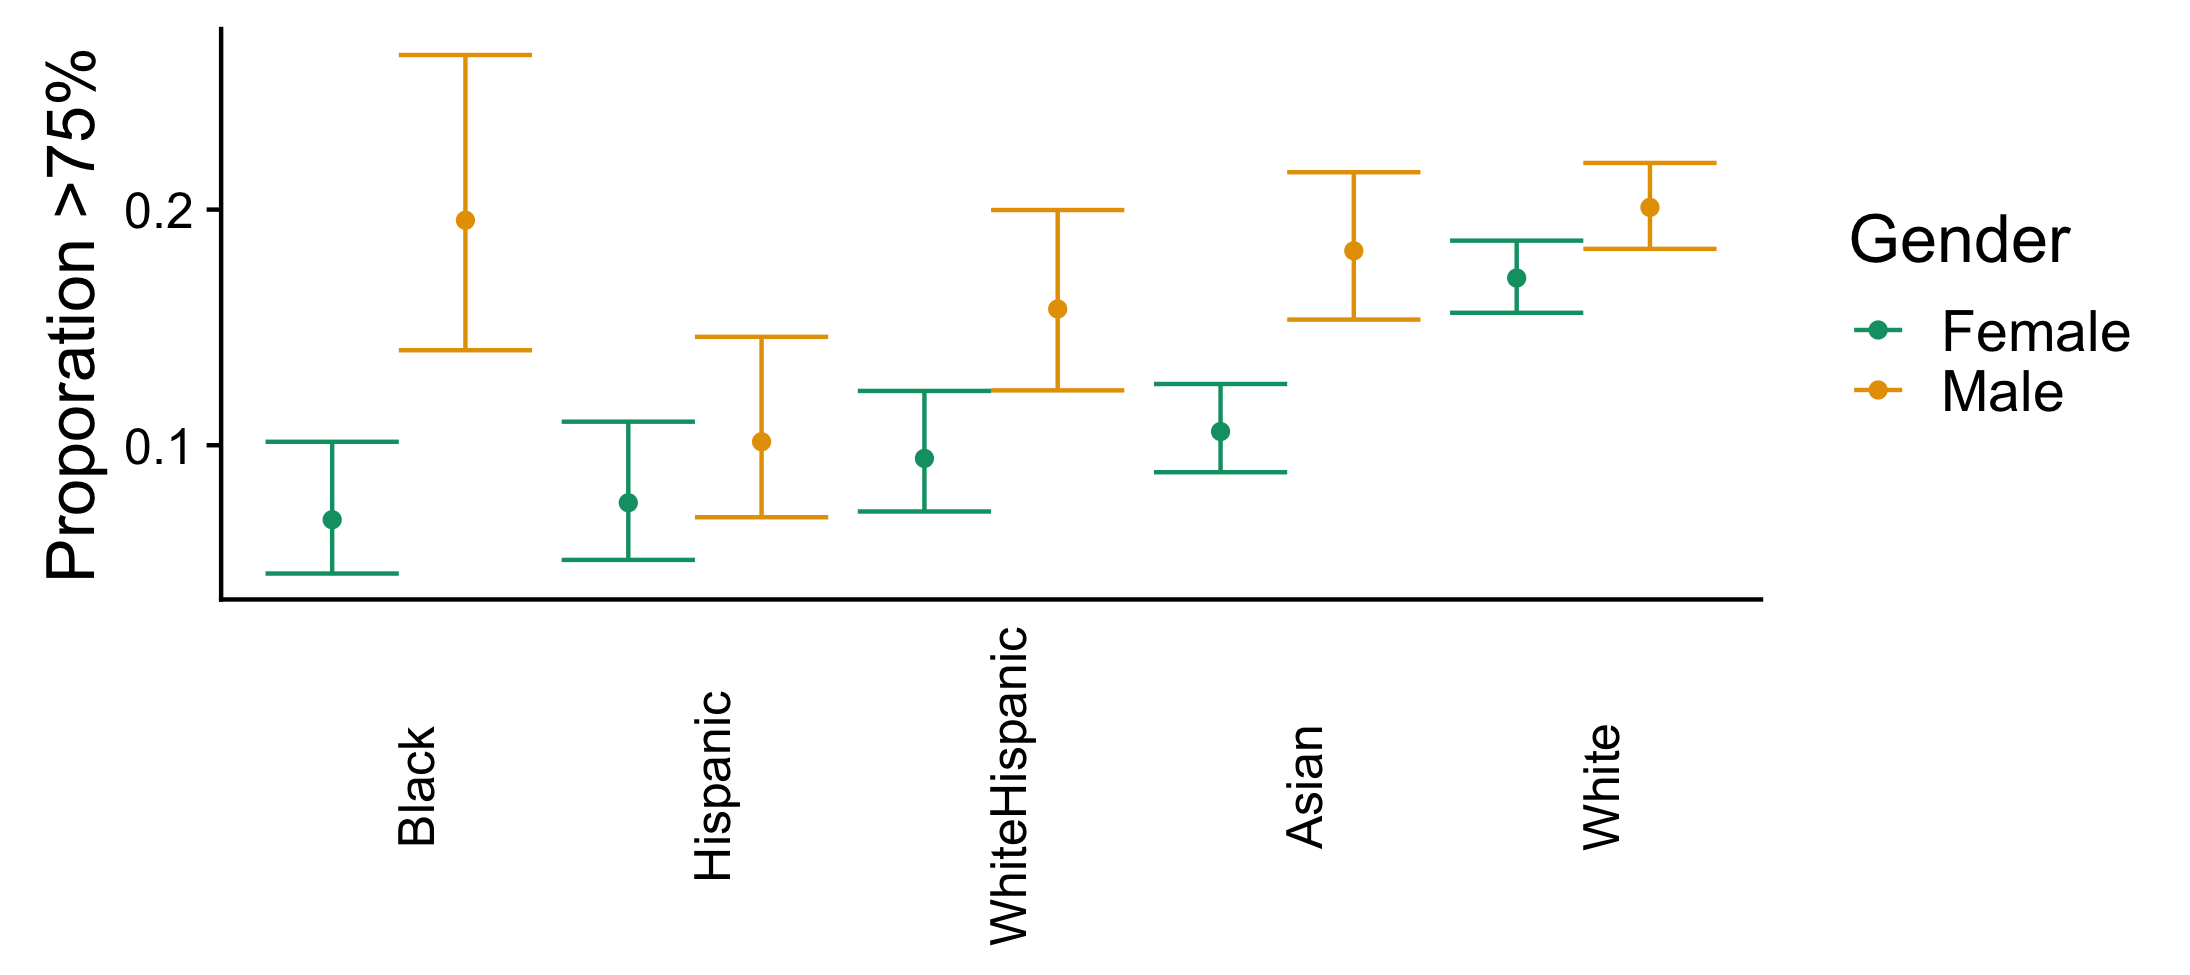 Proporation >75%
0.2
0.1
Black
Hispanic
WhiteHispanic
Asian
White
Gender
Female
Male